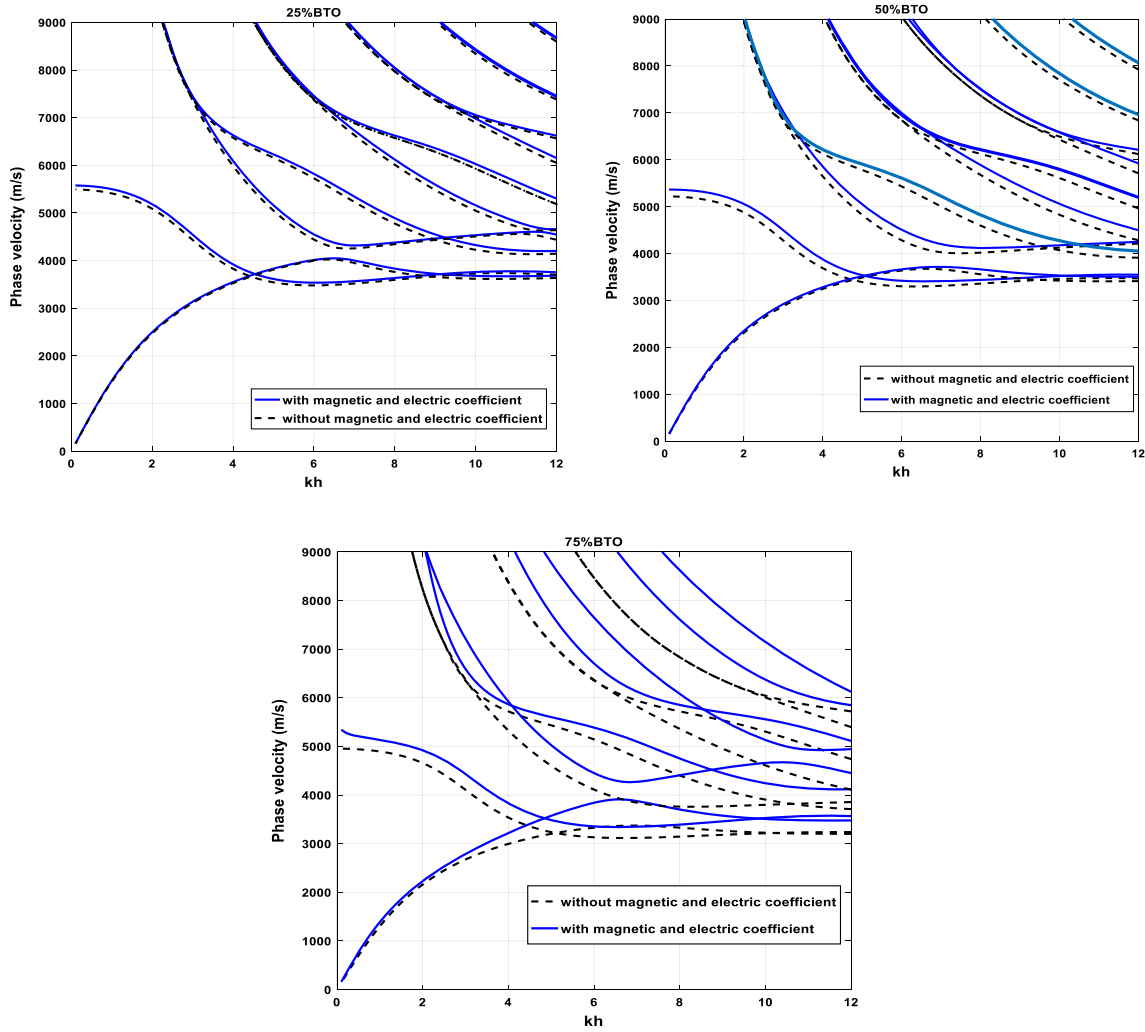 25%BTO
9000
8000
7000
6000
5000
4000
3000
2000
1000
0
Phase velocity (m/s)
with magnetic and electric coefficient
without magnetic and electric coefficient
0 2 4 6 8 10 12
kh
50%BTO
9000
8000
7000
6000
5000
4000
3000
2000
1000
0
Phase velocity (m/s)
without magnetic and electric coefficient
with magnetic and electric coefficient
0 2 4 6 8 10 12
kh
75%BTO
9000
8000
7000
6000
5000
4000
3000
2000
1000
0
Phase velocity (m/s)
without magnetic and electric coefficient
with magnetic and electric coefficient
0 2 4 6 8 10 12
kh